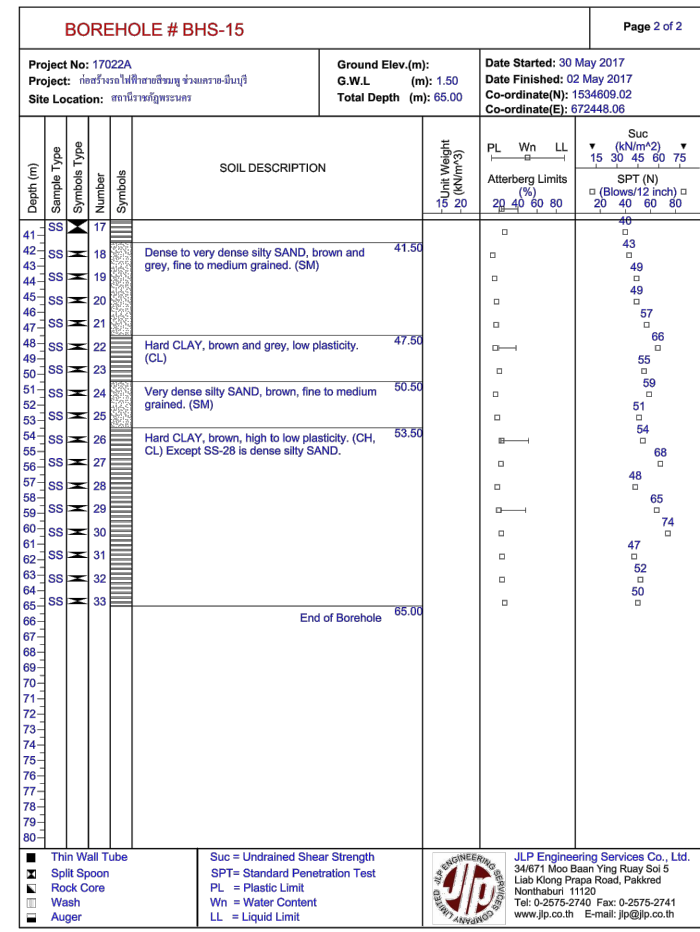 BOREHOLE # BHS-15
Page 2 of 2
Project No: 17022A
Project: ก่อสร้างรถไฟฟ้าสายสีชมพู ช่วงแคราย-มีนบุรี
Site Location: สถานีราชภัฏพระนคร
Ground Elev.(m):
G.W.L (m): 1.50
Total Depth (m): 65.00
Date Started: 30 May 2017
Date Finished: 02 May 2017
Co-ordinate(N): 1534609.02
Co-ordinate(E): 672448.06
Depth (m)
Sample Type
Symbols Type
Number
Symbols
SOIL DESCRIPTION
Unit Weight
(kN/m^3)
15 20
PL Wn LL
Atterberg Limits
(%)
20 40 60 80
Suc
(kN/m^2)
15 30 45 60 75
SPT (N)
(Blows/12 inch)
20 40 60 80
SS 17 40
41
42 SS 18 Dense to very dense silty SAND, brown and 41.50 43
43 grey, fine to medium grained. (SM)
44 SS 19 49
45 SS 20 49
46
47 SS 21 57
48 SS 22 Hard CLAY, brown and grey, low plasticity. 47.50 66
49 (CL)
50 SS 23 55
51 SS 24 Very dense silty SAND, brown, fine to medium 50.50 59
52 grained. (SM)
53 SS 25 51
54 SS 26 Hard CLAY, brown, high to low plasticity. (CH, 53.50 54
55 CL) Except SS-28 is dense silty SAND.
56 SS 27 68
57 SS 28 48
58
59 SS 29 65
60 SS 30 74
61
62 SS 31 47
63 SS 32 52
64
65 SS 33 65.00 50
66 End of Borehole
67
68
69
70
71
72
73
74
75
76
77
78
79
80
Thin Wall Tube
Split Spoon
Rock Core
Wash
Auger
Suc = Undrained Shear Strength
SPT= Standard Penetration Test
PL = Plastic Limit
Wn = Water Content
LL = Liquid Limit
JLP ENGINEERING SERVICES COMPANY LIMITED
Jlp
JLP Engineering Services Co., Ltd.
34/671 Moo Baan Ying Ruay Soi 5
Liab Klong Prapa Road, Pakkred
Nonthaburi 11120
Tel: 0-2575-2740 Fax: 0-2575-2741
www.jlp.co.th E-mail: jlp@jlp.co.th